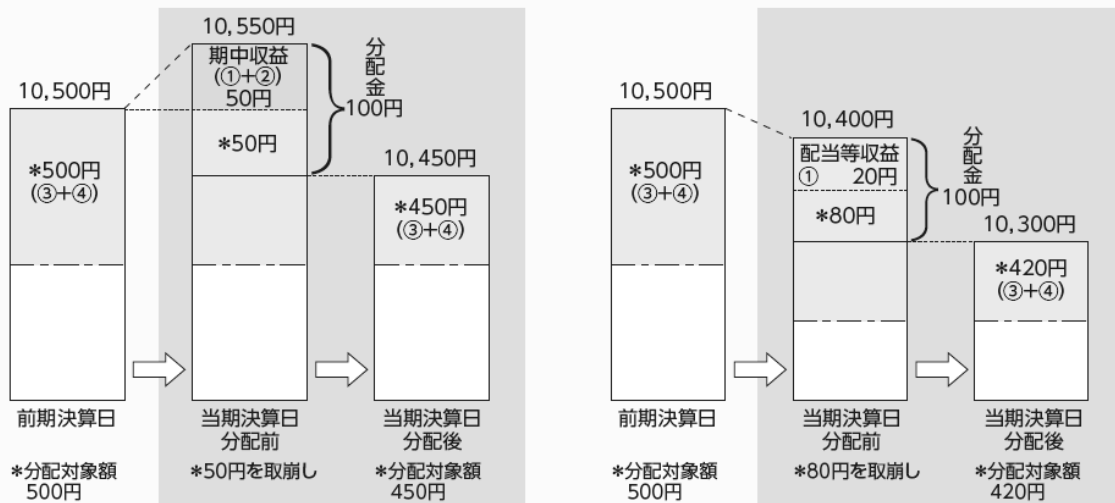 10,550円
期中収益
(①+②)
50円
*50円
分配金
100円
10,500円
*500円
(③+④)
10,450円
*450円
(③+④)
前期決算日
当期決算日
分配前
当期決算日
分配後
*分配対象額
500円
*50円を取崩し
*分配対象額
450円
10,500円
*500円
(③+④)
10,400円
配当等収益
① 20円
*80円
分配金
100円
10,300円
*420円
(③+④)
前期決算日
当期決算日
分配前
当期決算日
分配後
*分配対象額
500円
*80円を取崩し
*分配対象額
420円